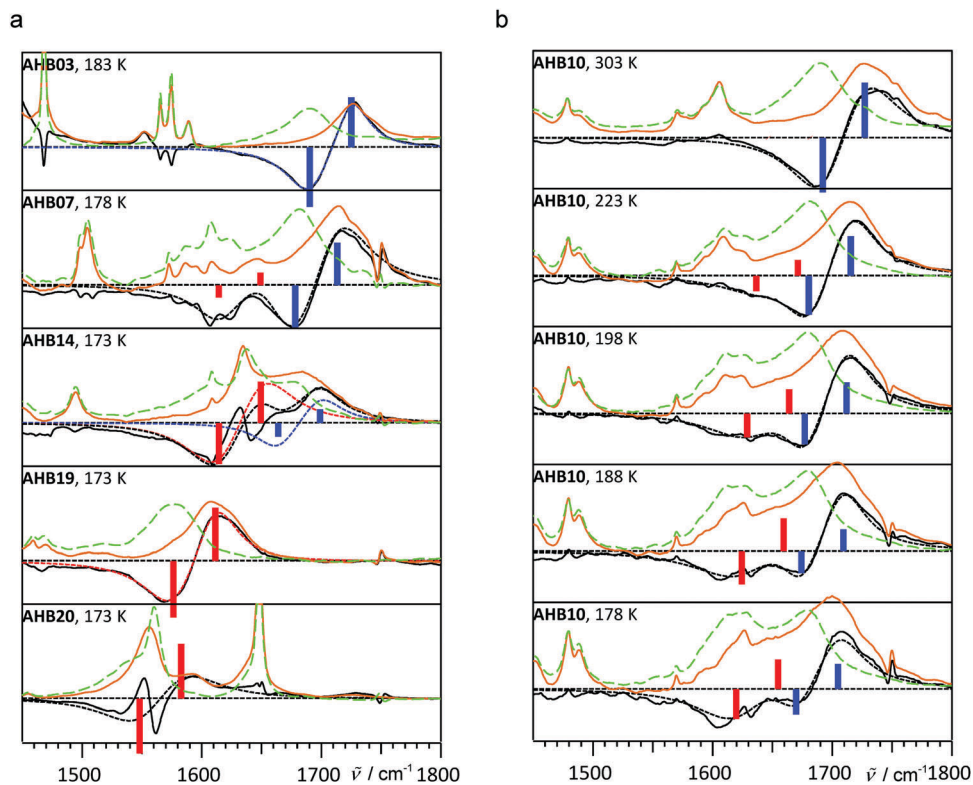 a
AHB03, 183 K
AHB07, 178 K
AHB14, 173 K
AHB19, 173 K
AHB20, 173 K
1500 1600 1700 ν̃ / cm⁻¹ 1800
b
AHB10, 303 K
AHB10, 223 K
AHB10, 198 K
AHB10, 188 K
AHB10, 178 K
1500 1600 1700 ν̃ / cm⁻¹ 1800